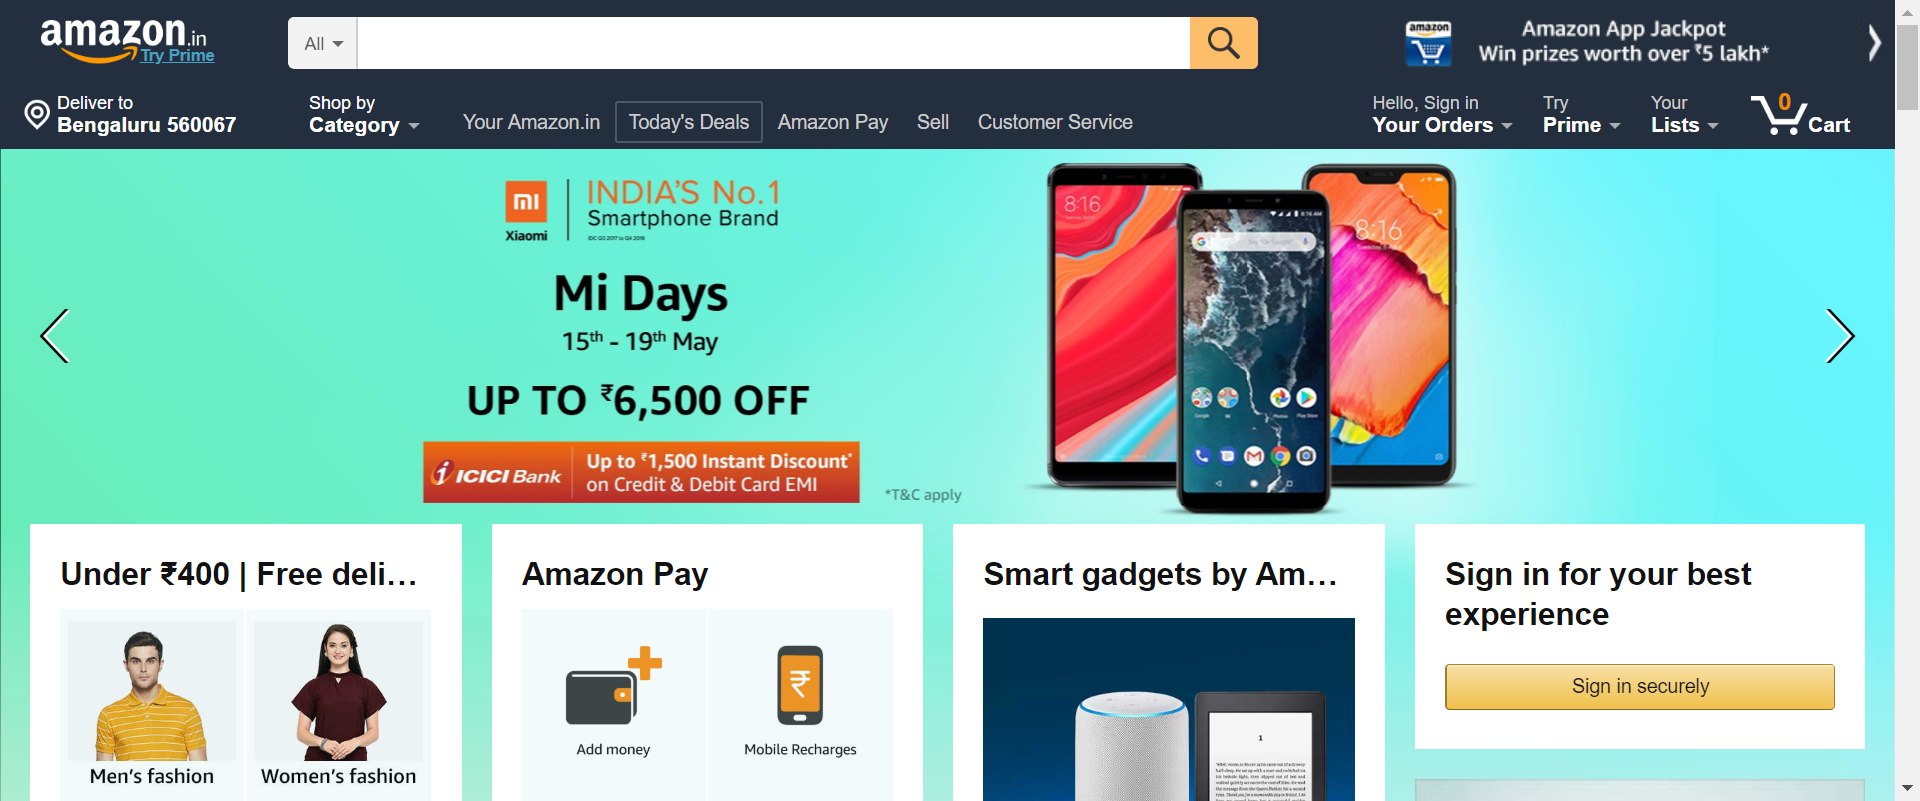 amazon.in
Try Prime
All
Amazon App Jackpot
Win prizes worth over ₹5 lakh*
Deliver to
Bengaluru 560067
Shop by
Category
Your Amazon.in
Today's Deals
Amazon Pay
Sell
Customer Service
Hello, Sign in
Your Orders
Try
Prime
Your
Lists
0
Cart
mi
Xiaomi
INDIA'S No.1
Smartphone Brand
Mi Days
15th - 19th May
UP TO ₹6,500 OFF
ICICI Bank
Up to ₹1,500 Instant Discount*
on Credit & Debit Card EMI
*T&C apply
8:16
8:16
Under ₹400 | Free deli…
Men's fashion
Women's fashion
Amazon Pay
Add money
Mobile Recharges
Smart gadgets by Am…
1
Sign in for your best
experience
Sign in securely